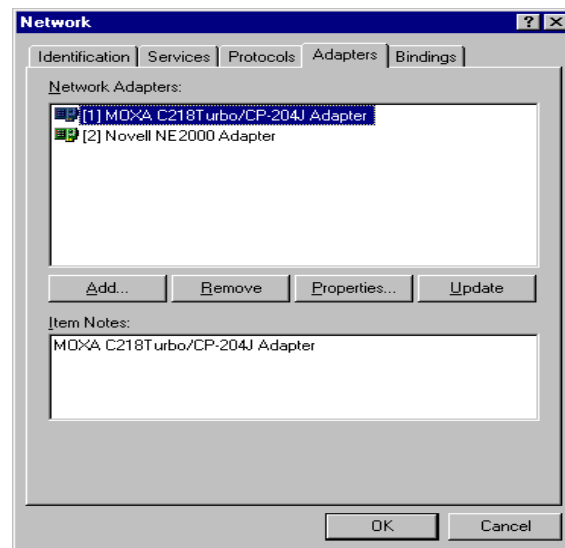 Network
Identification Services Protocols Adapters Bindings
Network Adapters:
[1] MOXA C218Turbo/CP-204J Adapter
[2] Novell NE2000 Adapter
Add... Remove Properties... Update
Item Notes:
MOXA C218Turbo/CP-204J Adapter
OK Cancel